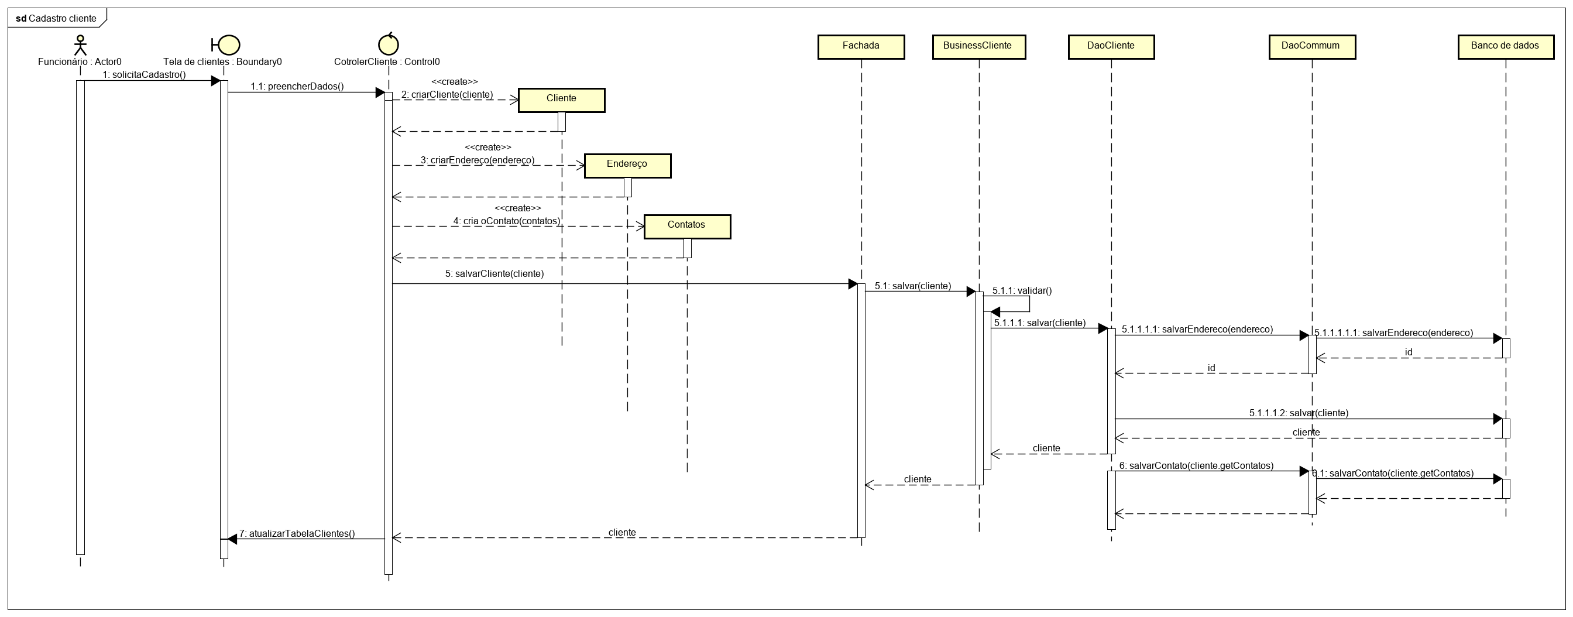 sd Cadastro cliente
Funcionário : Actor0
Tela de clientes : Boundary0
CotrolerCliente : Control0
Fachada
BusinessCliente
DaoCliente
DaoCommum
Banco de dados
1: solicitaCadastro()
1.1: preencherDados()
<<create>>
2: criarCliente(cliente)
Cliente
<<create>>
3: criarEndereço(endereco)
Endereço
<<create>>
4: cria oContato(contatos)
Contatos
5: salvarCliente(cliente)
5.1: salvar(cliente)
5.1.1: validar()
5.1.1.1: salvar(cliente)
5.1.1.1.1: salvarEndereco(endereco)
5.1.1.1.1.1: salvarEndereco(endereco)
id
id
5.1.1.1.2: salvar(cliente)
cliente
cliente
6: salvarContato(cliente.getContatos)
6.1: salvarContato(cliente.getContatos)
cliente
7: atualizarTabelaClientes()
cliente